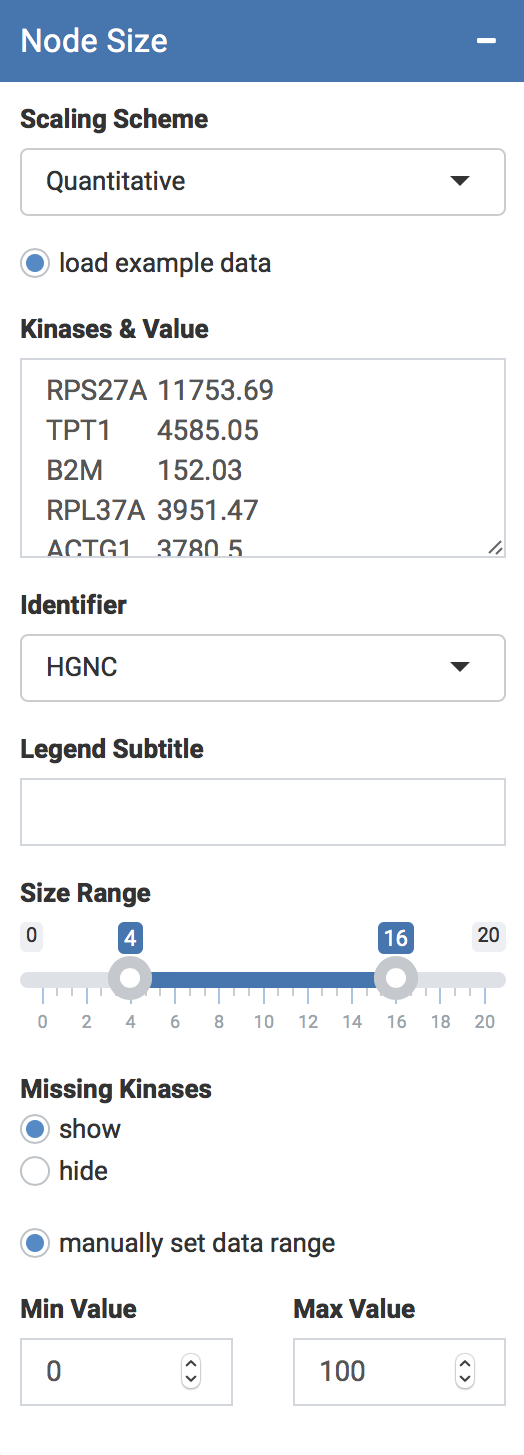 Node Size
Scaling Scheme
Quantitative
load example data
Kinases & Value
RPS27A 11753.69
TPT1 4585.05
B2M 152.03
RPL37A 3951.47
ACTG1 3780.5
Identifier
HGNC
Legend Subtitle
Size Range
0 4 16 20
0 2 4 6 8 10 12 14 16 18 20
Missing Kinases
show
hide
manually set data range
Min Value Max Value
0 100